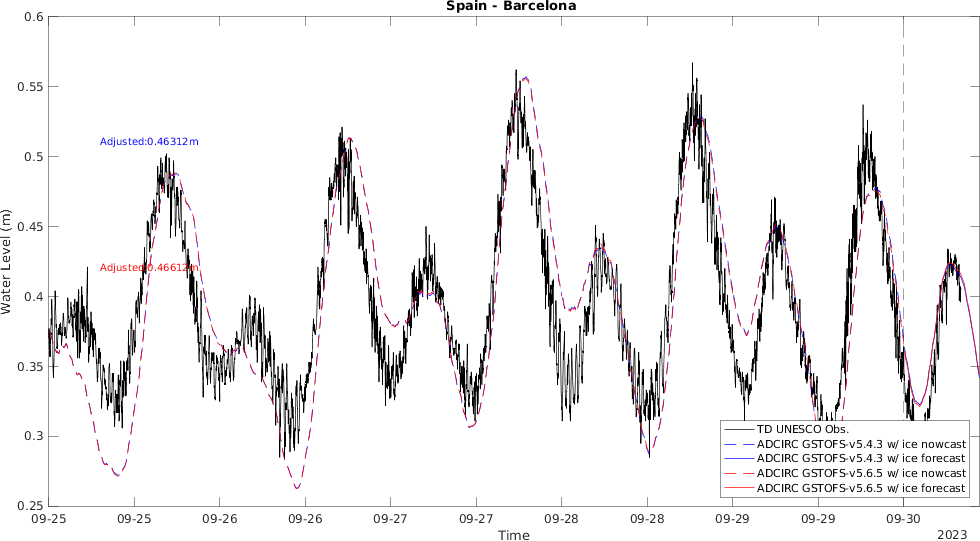 Spain - Barcelona
0.6
0.55
0.5
0.45
0.4
0.35
0.3
0.25
Water Level (m)
Adjusted:0.46312m
Adjusted:0.46612m
TD UNESCO Obs.
ADCIRC GSTOFS-v5.4.3 w/ ice nowcast
ADCIRC GSTOFS-v5.4.3 w/ ice forecast
ADCIRC GSTOFS-v5.6.5 w/ ice nowcast
ADCIRC GSTOFS-v5.6.5 w/ ice forecast
09-25 09-25 09-26 09-26 09-27 09-27 09-28 09-28 09-29 09-29 09-30
Time
2023